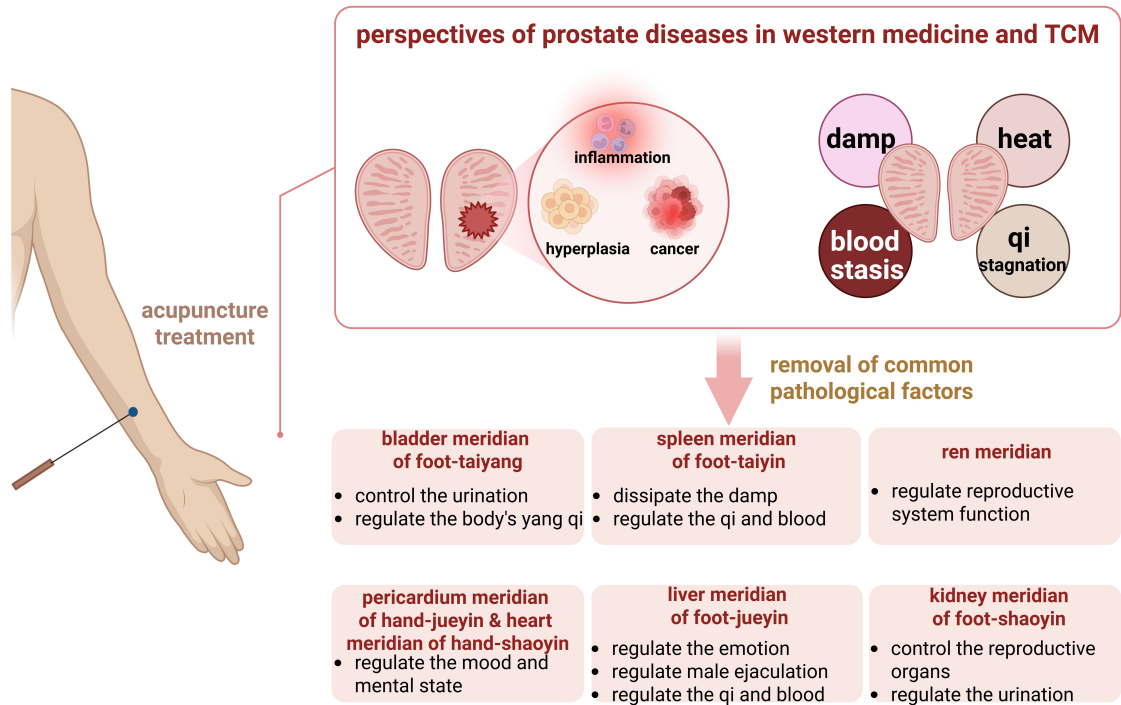 perspectives of prostate diseases in western medicine and TCM
inflammation
hyperplasia
cancer
damp
heat
blood
stasis
qi
stagnation
acupuncture
treatment
removal of common
pathological factors
bladder meridian
of foot-taiyang
• control the urination
• regulate the body's yang qi
spleen meridian
of foot-taiyin
• dissipate the damp
• regulate the qi and blood
ren meridian
• regulate reproductive
system function
pericardium meridian
of hand-jueyin & heart
meridian of hand-shaoyin
• regulate the mood and
mental state
liver meridian
of foot-jueyin
• regulate the emotion
• regulate male ejaculation
• regulate the qi and blood
kidney meridian
of foot-shaoyin
• control the reproductive
organs
• regulate the urination